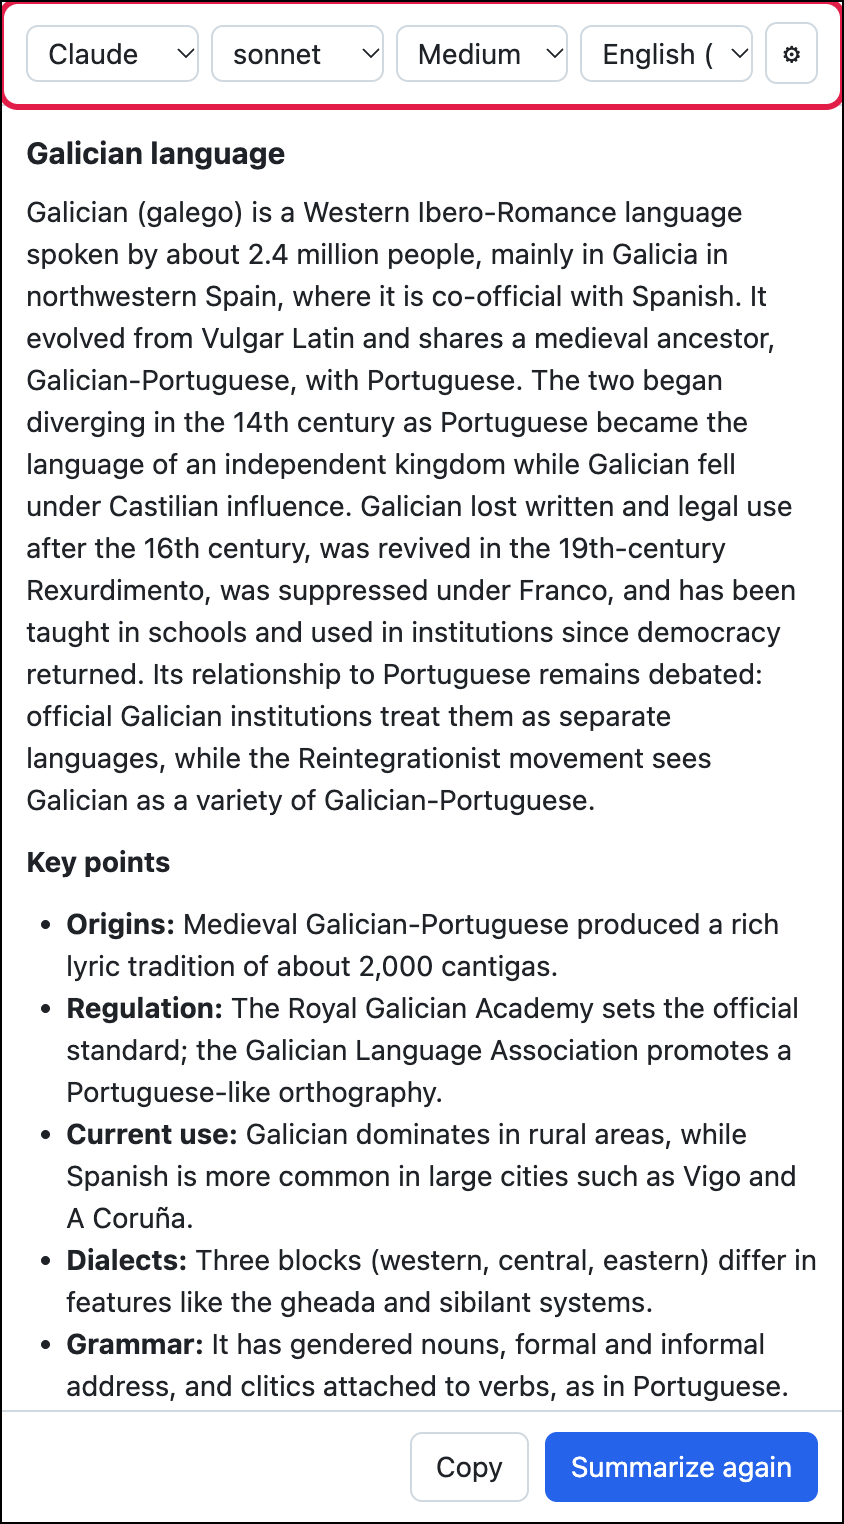 Claude
sonnet
Medium
English (
Galician language
Galician (galego) is a Western Ibero-Romance language
spoken by about 2.4 million people, mainly in Galicia in
northwestern Spain, where it is co-official with Spanish. It
evolved from Vulgar Latin and shares a medieval ancestor,
Galician-Portuguese, with Portuguese. The two began
diverging in the 14th century as Portuguese became the
language of an independent kingdom while Galician fell
under Castilian influence. Galician lost written and legal use
after the 16th century, was revived in the 19th-century
Rexurdimento, was suppressed under Franco, and has been
taught in schools and used in institutions since democracy
returned. Its relationship to Portuguese remains debated:
official Galician institutions treat them as separate
languages, while the Reintegrationist movement sees
Galician as a variety of Galician-Portuguese.
Key points
• Origins: Medieval Galician-Portuguese produced a rich
lyric tradition of about 2,000 cantigas.
• Regulation: The Royal Galician Academy sets the official
standard; the Galician Language Association promotes a
Portuguese-like orthography.
• Current use: Galician dominates in rural areas, while
Spanish is more common in large cities such as Vigo and
A Coruña.
• Dialects: Three blocks (western, central, eastern) differ in
features like the gheada and sibilant systems.
• Grammar: It has gendered nouns, formal and informal
address, and clitics attached to verbs, as in Portuguese.
Copy
Summarize again